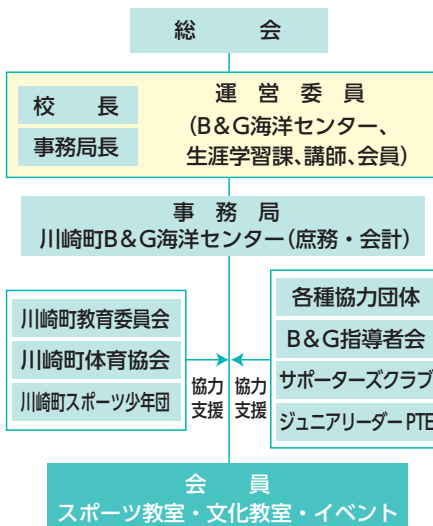 総　会
校　長
事務局長
運営委員
(B&G海洋センター、
生涯学習課、講師、会員)
事務局
川崎町B&G海洋センター(庶務・会計)
川崎町教育委員会
川崎町体育協会
川崎町スポーツ少年団
協力
支援
協力
支援
各種協力団体
B&G指導者会
サポーターズクラブ
ジュニアリーダーPTE
会　員
スポーツ教室・文化教室・イベント